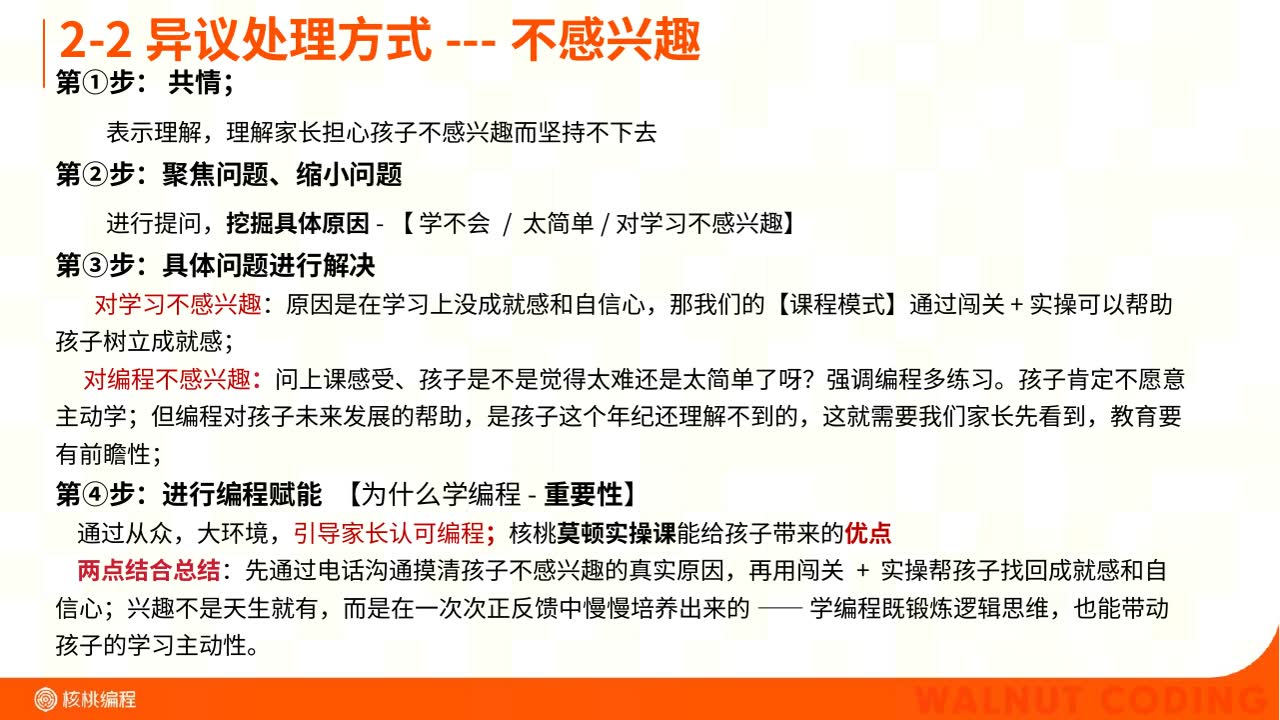 2-2 异议处理方式 --- 不感兴趣
第①步： 共情；
表示理解，理解家长担心孩子不感兴趣而坚持不下去
第②步：聚焦问题、缩小问题
进行提问，挖掘具体原因 - 【 学不会 / 太简单 / 对学习不感兴趣】
第③步：具体问题进行解决
对学习不感兴趣：原因是在学习上没成就感和自信心，那我们的【课程模式】通过闯关 + 实操可以帮助
孩子树立成就感；
对编程不感兴趣：问上课感受、孩子是不是觉得太难还是太简单了呀？强调编程多练习。孩子肯定不愿意
主动学；但编程对孩子未来发展的帮助，是孩子这个年纪还理解不到的，这就需要我们家长先看到，教育要
有前瞻性；
第④步：进行编程赋能 【为什么学编程 - 重要性】
通过从众，大环境，引导家长认可编程；核桃莫顿实操课能给孩子带来的优点
两点结合总结：先通过电话沟通摸清孩子不感兴趣的真实原因，再用闯关 + 实操帮孩子找回成就感和自
信心；兴趣不是天生就有，而是在一次次正反馈中慢慢培养出来的 —— 学编程既锻炼逻辑思维，也能带动
孩子的学习主动性。
核桃编程
WALNUT CODING